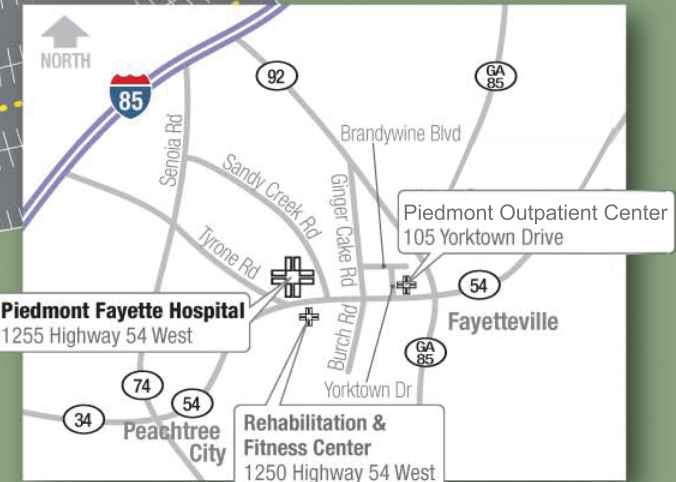 NORTH
85
92
GA
85
Brandywine Blvd
Senoia Rd
Sandy Creek Rd
Ginger Cake Rd
Piedmont Outpatient Center
105 Yorktown Drive
Tyrone Rd
54
Piedmont Fayette Hospital
1255 Highway 54 West
Fayetteville
Burch Rd
GA
85
74
54
34
Yorktown Dr
Peachtree
City
Rehabilitation &
Fitness Center
1250 Highway 54 West